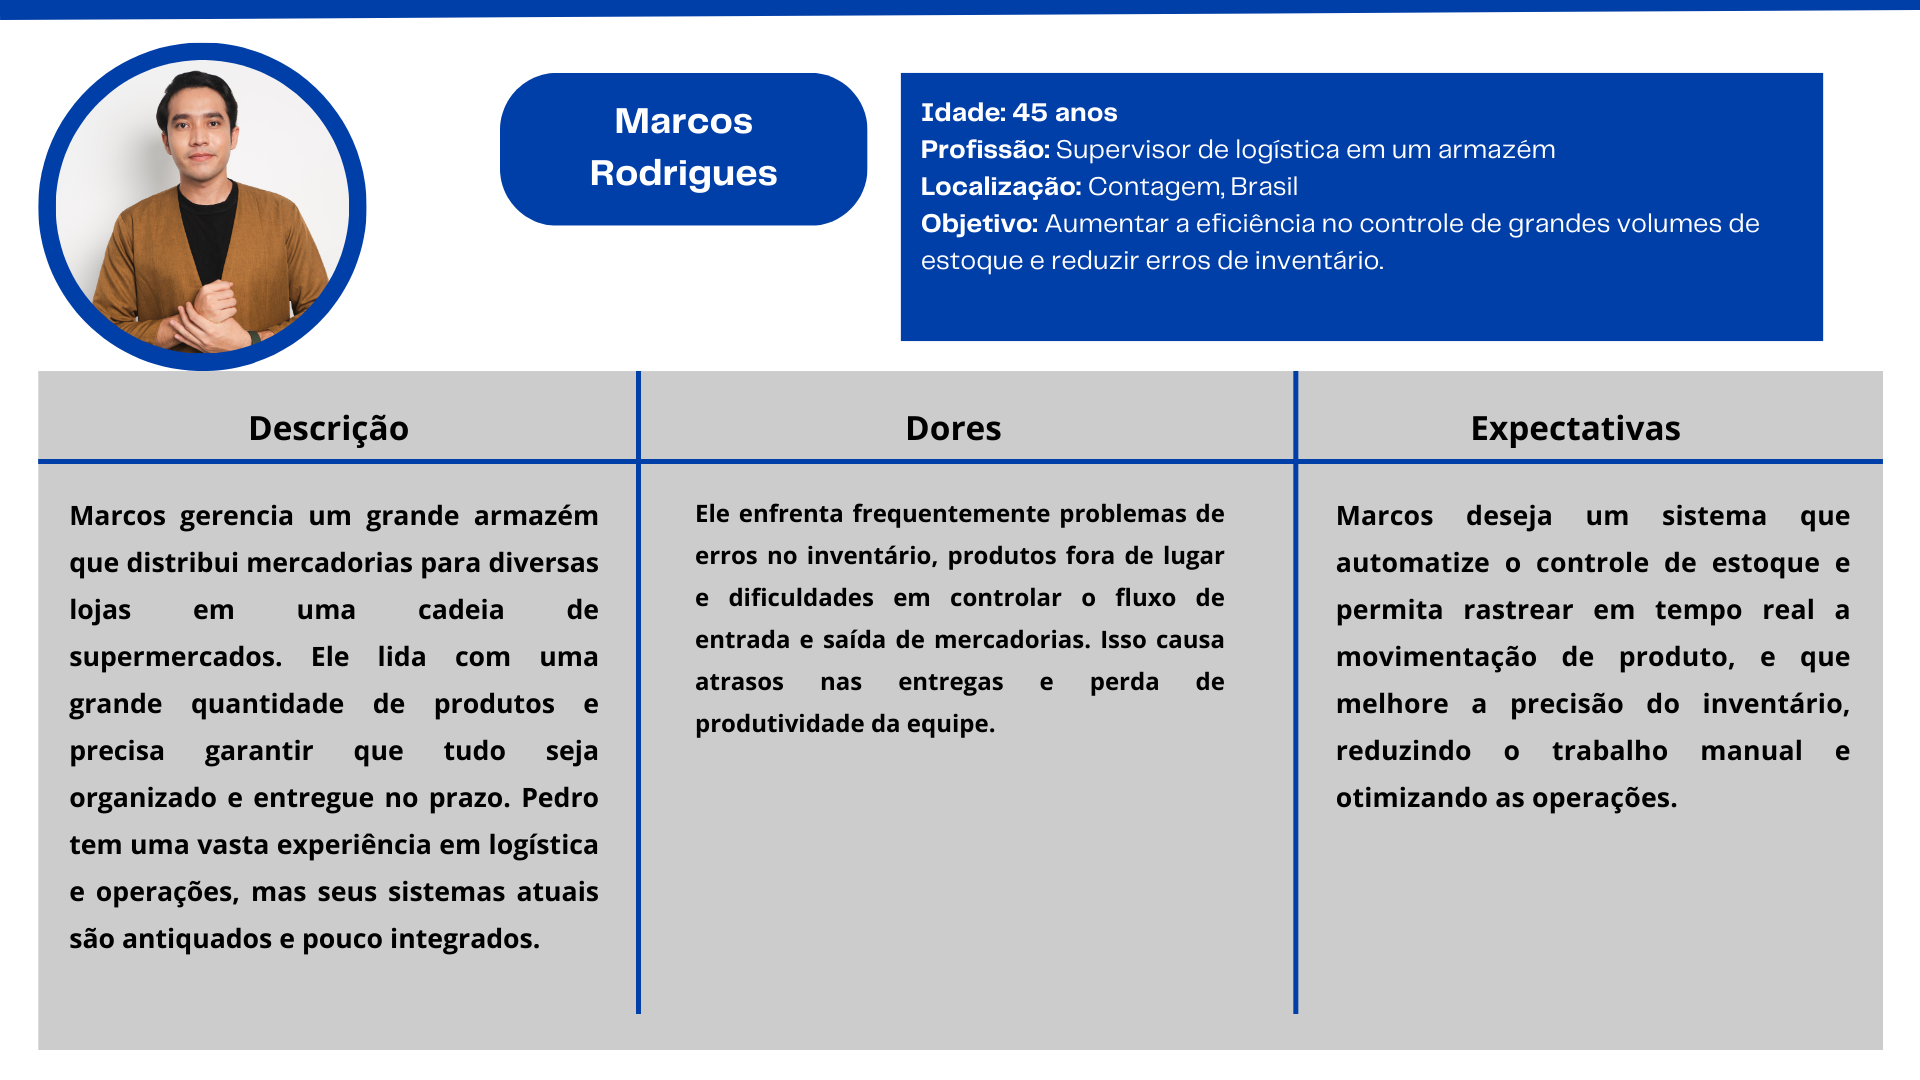 Marcos
Rodrigues
Idade: 45 anos
Profissão: Supervisor de logística em um armazém
Localização: Contagem, Brasil
Objetivo: Aumentar a eficiência no controle de grandes volumes de
estoque e reduzir erros de inventário.
Descrição
Marcos gerencia um grande armazém
que distribui mercadorias para diversas
lojas em uma cadeia de
supermercados. Ele lida com uma
grande quantidade de produtos e
precisa garantir que tudo seja
organizado e entregue no prazo. Pedro
tem uma vasta experiência em logística
e operações, mas seus sistemas atuais
são antiquados e pouco integrados.
Dores
Ele enfrenta frequentemente problemas de
erros no inventário, produtos fora de lugar
e dificuldades em controlar o fluxo de
entrada e saída de mercadorias. Isso causa
atrasos nas entregas e perda de
produtividade da equipe.
Expectativas
Marcos deseja um sistema que
automatize o controle de estoque e
permita rastrear em tempo real a
movimentação de produto, e que
melhore a precisão do inventário,
reduzindo o trabalho manual e
otimizando as operações.